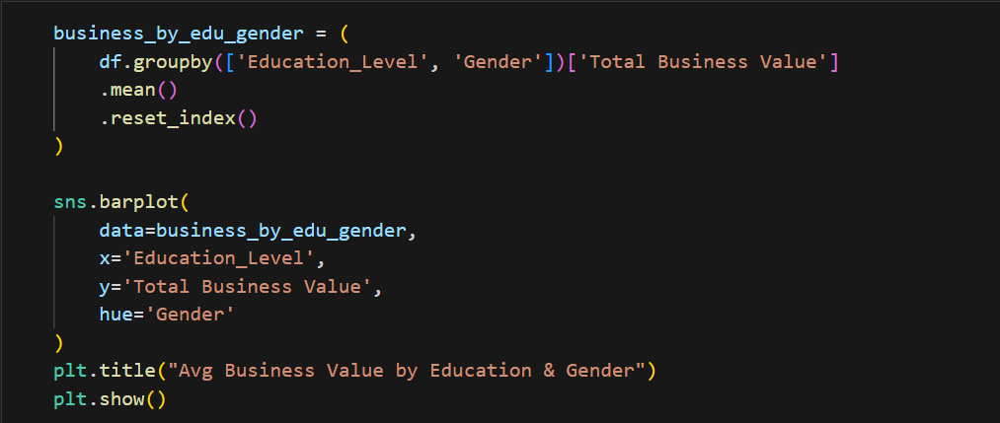 business_by_edu_gender = (
    df.groupby(['Education_Level', 'Gender'])['Total Business Value']
    .mean()
    .reset_index()
)

sns.barplot(
    data=business_by_edu_gender,
    x='Education_Level',
    y='Total Business Value',
    hue='Gender'
)
plt.title("Avg Business Value by Education & Gender")
plt.show()